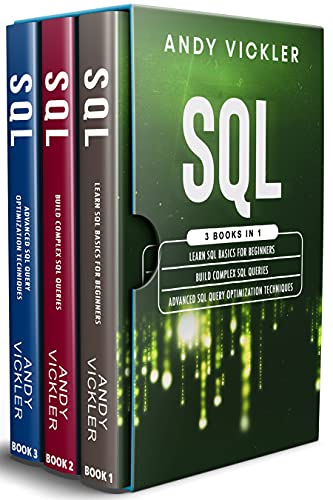 ANDY VICKLER
SQL
3 BOOKS IN 1
LEARN SQL BASICS FOR BEGINNERS
BUILD COMPLEX SQL QUERIES
ADVANCED SQL QUERY OPTIMIZATION TECHNIQUES
SQL
ADVANCED SQL QUERY
OPTIMIZATION TECHNIQUES
ANDY
VICKLER
BOOK 3
SQL
BUILD COMPLEX SQL QUERIES
ANDY
VICKLER
BOOK 2
SQL
LEARN SQL BASICS FOR BEGINNERS
ANDY
VICKLER
BOOK 1